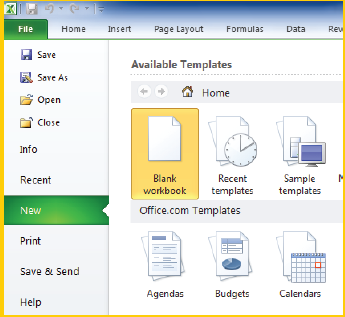 File Home Insert Page Layout Formulas Data Rev
Save
Save As
Open
Close
Info
Recent
New
Print
Save & Send
Help
Available Templates
Home
Blank
workbook
Recent
templates
Sample
templates
Office.com Templates
Agendas
Budgets
Calendars